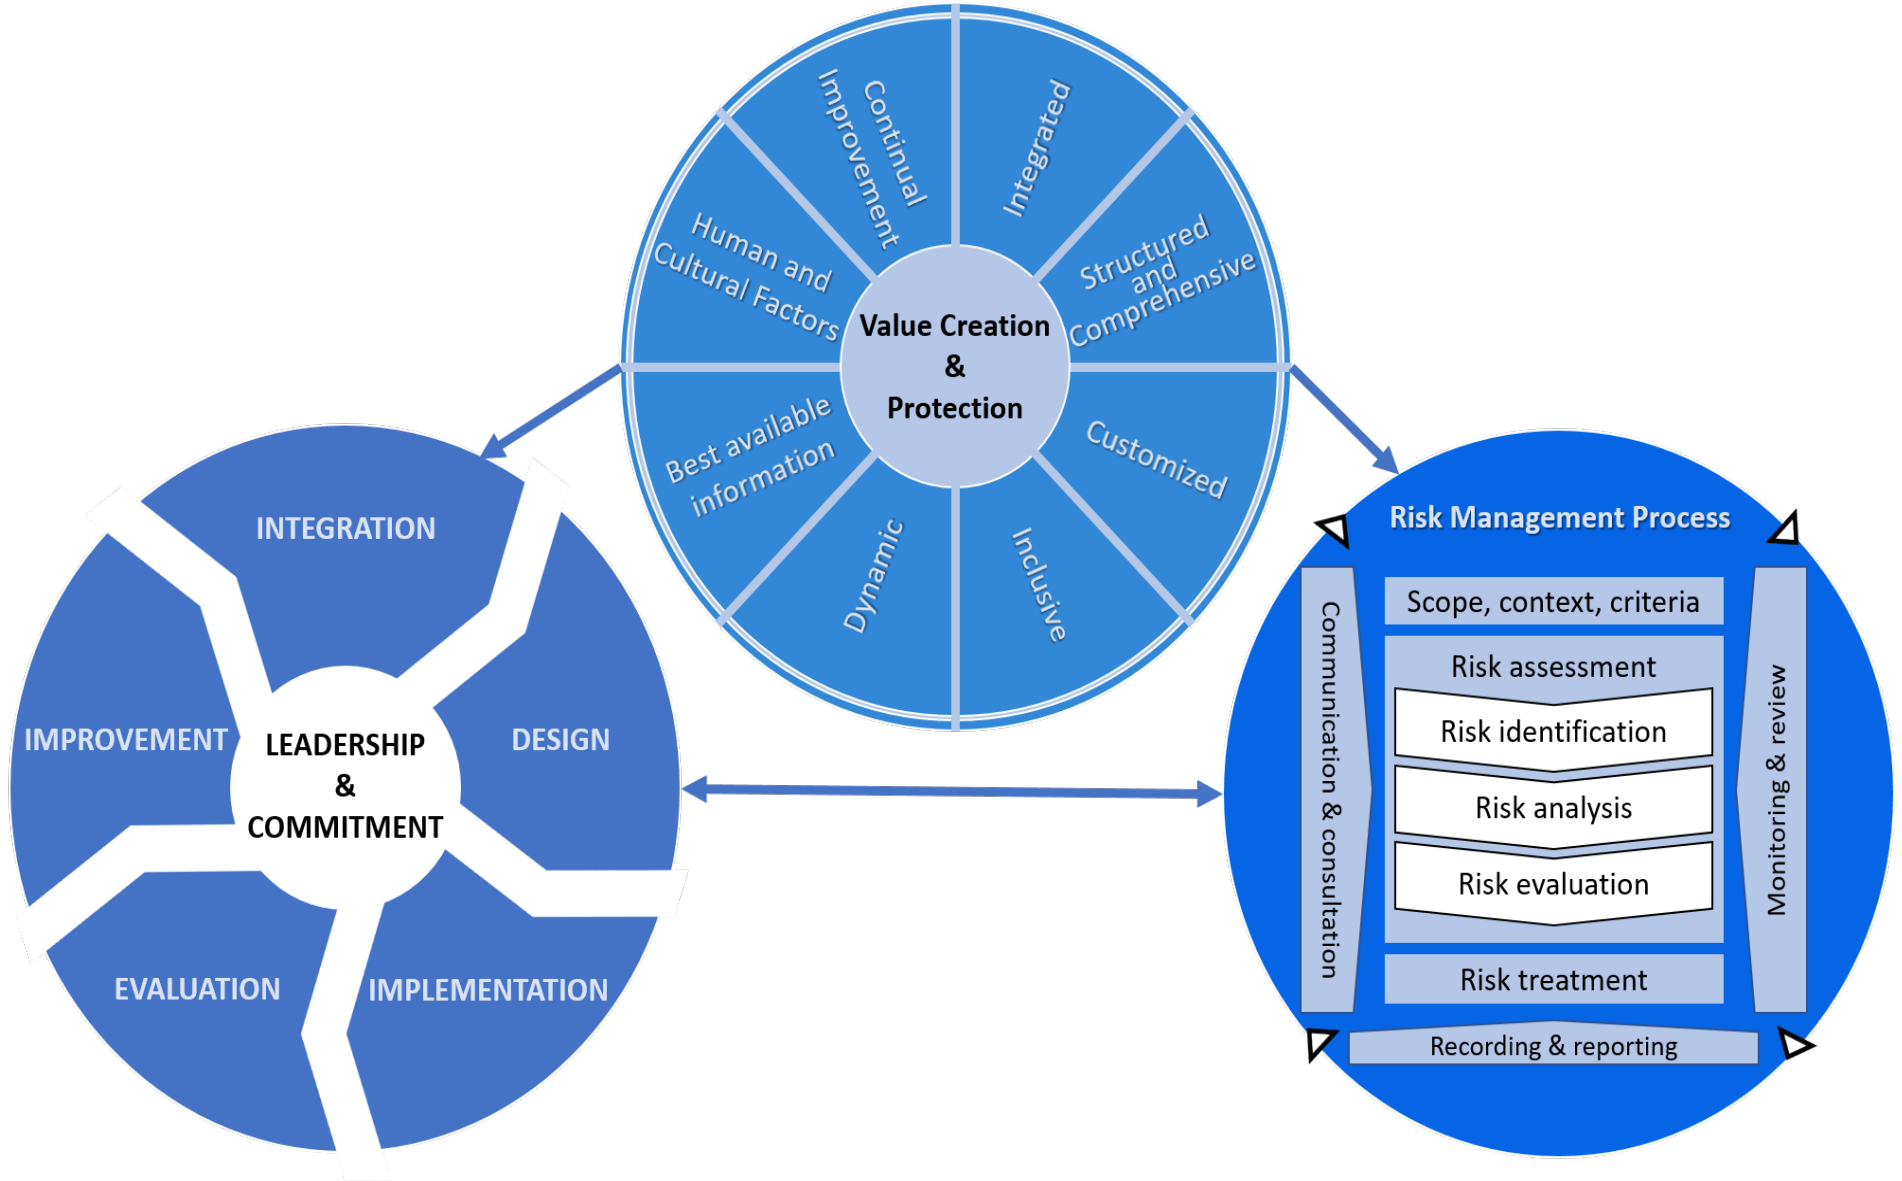 Continual
Improvement
Integrated
Structured
and
Comprehensive
Customized
Inclusive
Dynamic
Best available
information
Human and
Cultural Factors
Value Creation
&
Protection
INTEGRATION
DESIGN
IMPLEMENTATION
EVALUATION
IMPROVEMENT
LEADERSHIP
&
COMMITMENT
Risk Management Process
Communication & consultation
Scope, context, criteria
Risk assessment
Risk identification
Risk analysis
Risk evaluation
Risk treatment
Monitoring & review
Recording & reporting